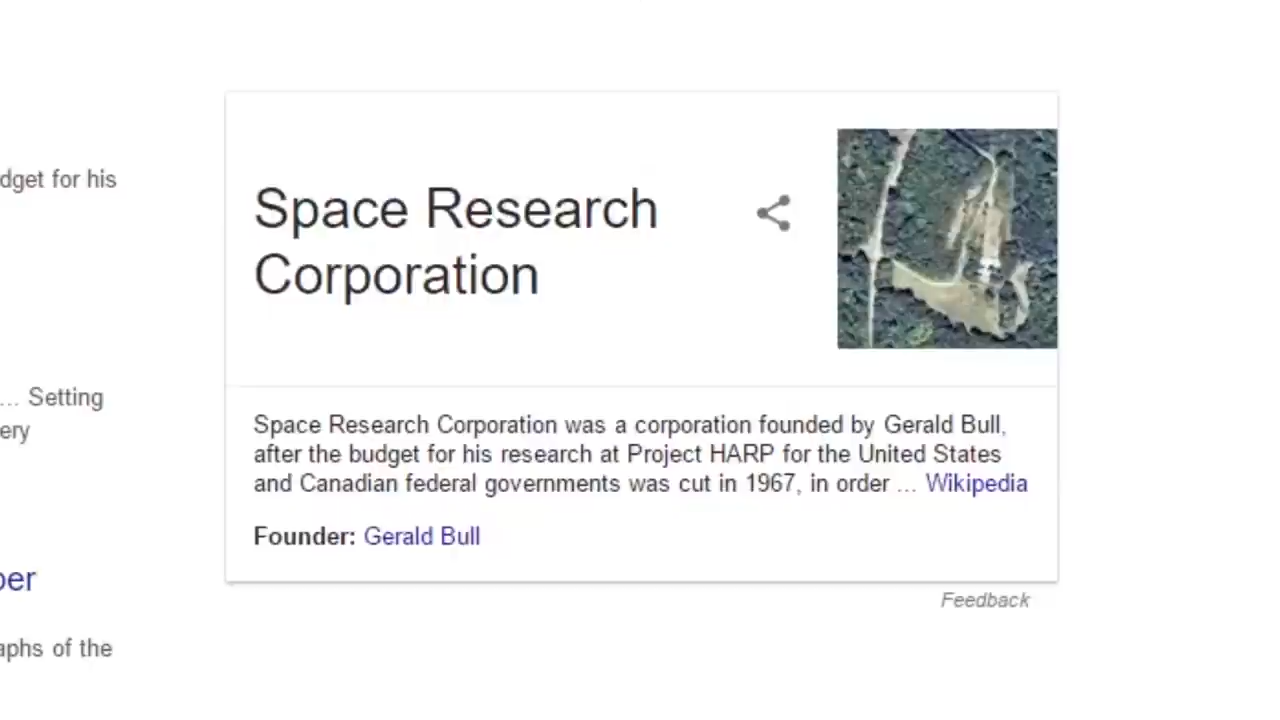 dget for his
... Setting
ery
aphs of the
Space Research
Corporation
Space Research Corporation was a corporation founded by Gerald Bull,
after the budget for his research at Project HARP for the United States
and Canadian federal governments was cut in 1967, in order ... Wikipedia
Founder: Gerald Bull
Feedback